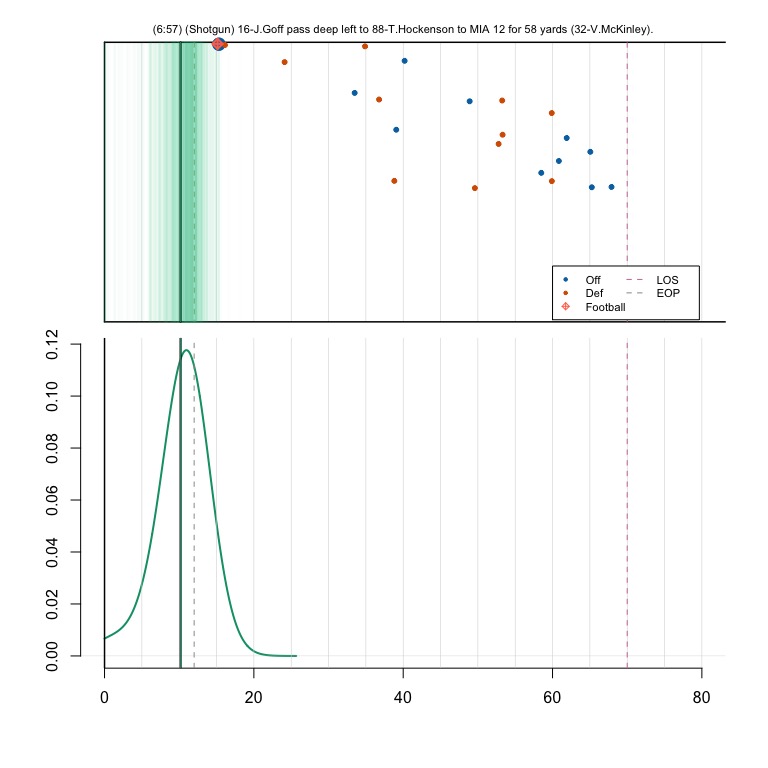 (6:57) (Shotgun) 16-J.Goff pass deep left to 88-T.Hockenson to MIA 12 for 58 yards (32-V.McKinley).
Off LOS
Def EOP
Football
0.12
0.10
0.08
0.06
0.04
0.02
0.00
0 20 40 60 80